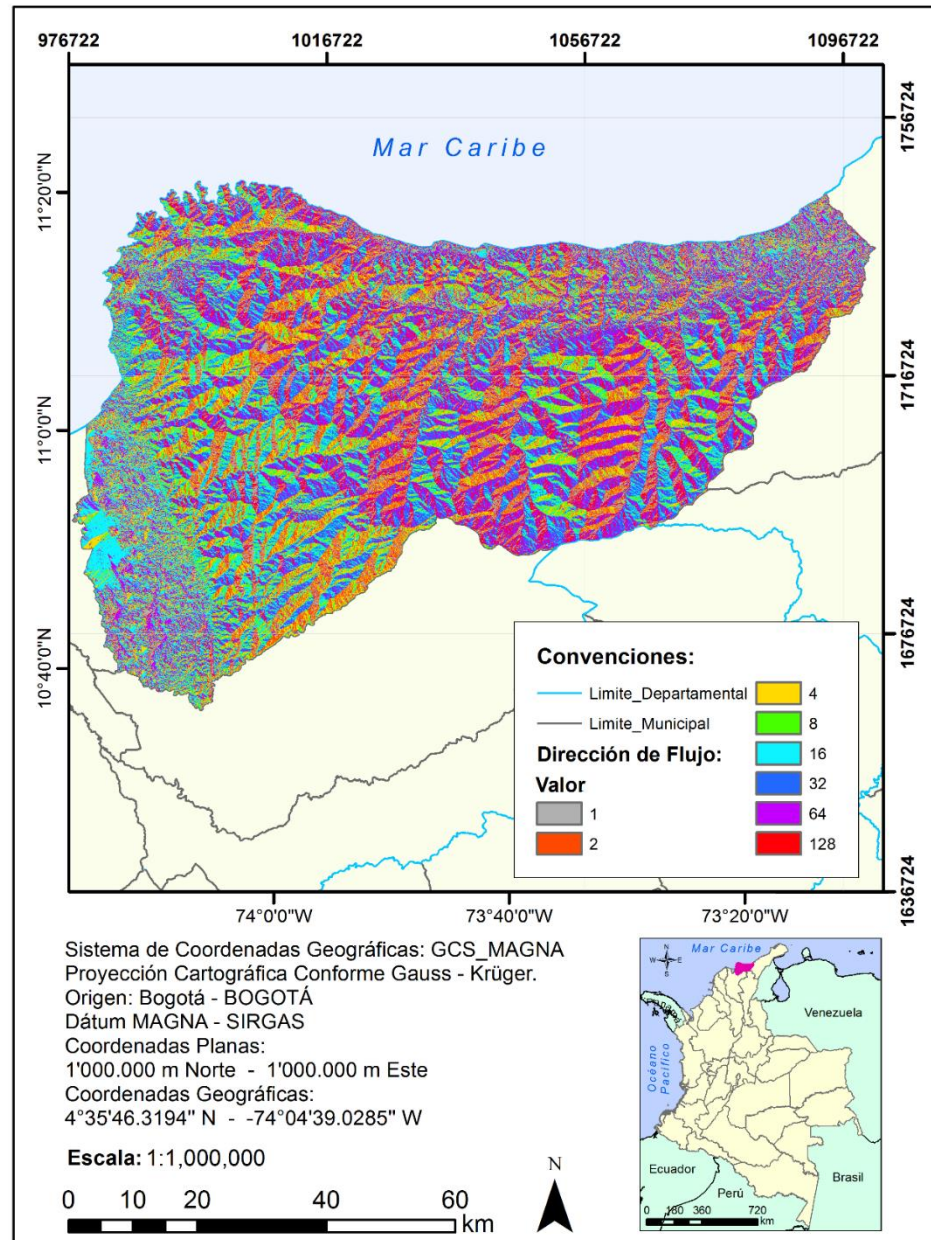 976722 1016722 1056722 1096722
Mar Caribe
1756724
1716724
1676724
1636724
11°20'0"N
11°0'0"N
10°40'0"N
Convenciones:
Limite_Departamental
Limite_Municipal
Dirección de Flujo:
Valor
1
2
4
8
16
32
64
128
74°0'0"W 73°40'0"W 73°20'0"W
Sistema de Coordenadas Geográficas: GCS_MAGNA
Proyección Cartográfica Conforme Gauss - Krüger.
Origen: Bogotá - BOGOTÁ
Dátum MAGNA - SIRGAS
Coordenadas Planas:
1'000.000 m Norte - 1'000.000 m Este
Coordenadas Geográficas:
4°35'46.3194" N - -74°04'39.0285" W
Escala: 1:1,000,000
0 10 20 40 60
km
N
Mar Caribe
N
W E
S
Venezuela
Océano
Pacífico
Ecuador
Perú
Brasil
0 180 360 720
km